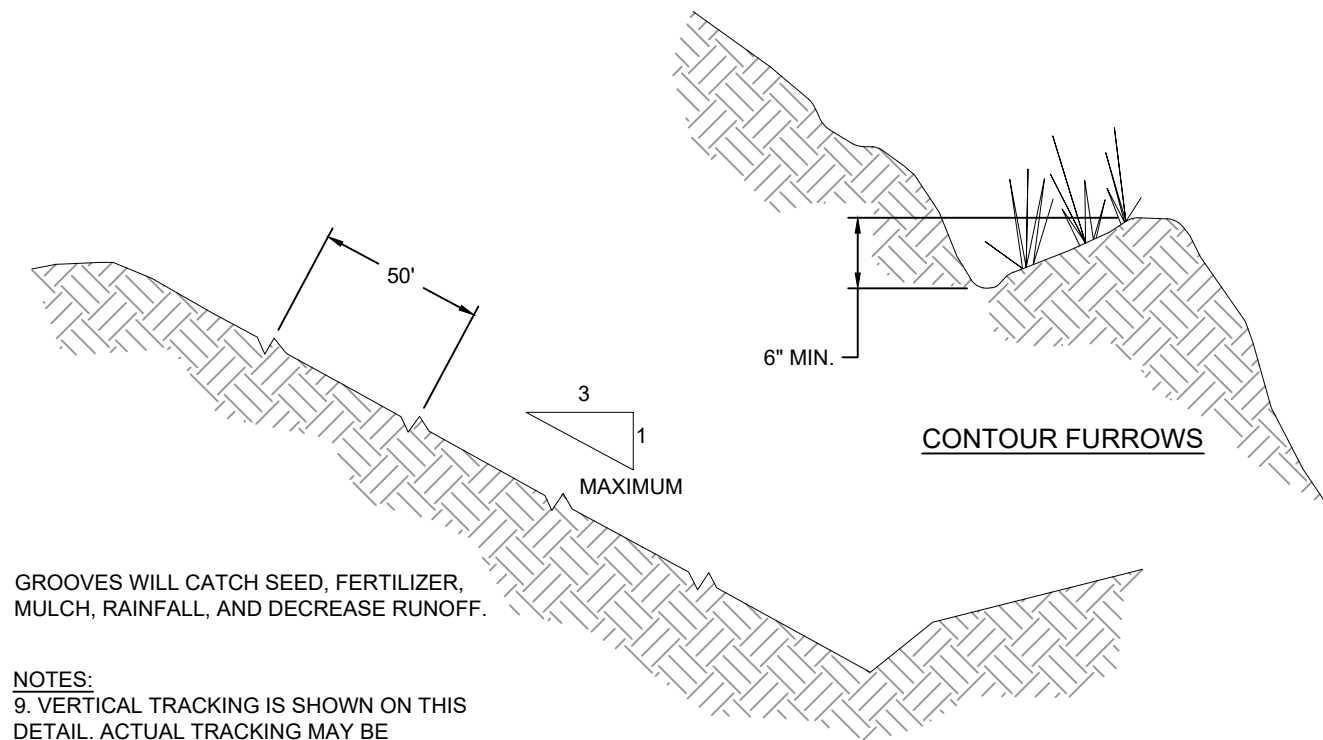 50'
6" MIN.
3
1
MAXIMUM
CONTOUR FURROWS
GROOVES WILL CATCH SEED, FERTILIZER,
MULCH, RAINFALL, AND DECREASE RUNOFF.
NOTES:
9. VERTICAL TRACKING IS SHOWN ON THIS
DETAIL. ACTUAL TRACKING MAY BE